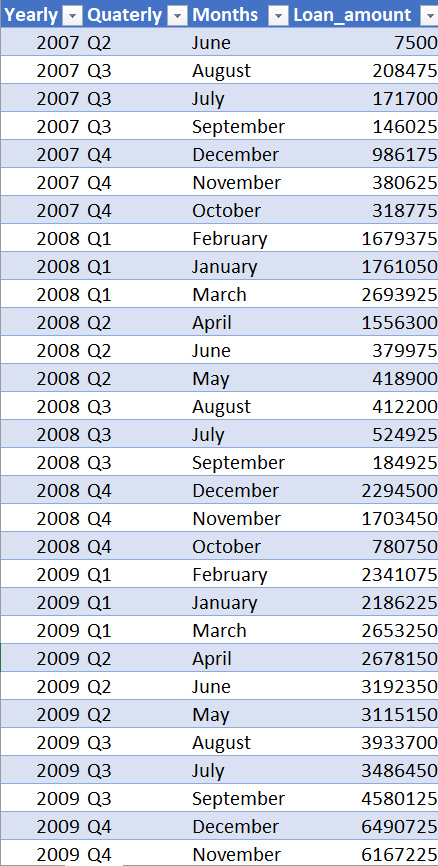 Yearly Quaterly Months Loan_amount
2007 Q2 June 7500
2007 Q3 August 208475
2007 Q3 July 171700
2007 Q3 September 146025
2007 Q4 December 986175
2007 Q4 November 380625
2007 Q4 October 318775
2008 Q1 February 1679375
2008 Q1 January 1761050
2008 Q1 March 2693925
2008 Q2 April 1556300
2008 Q2 June 379975
2008 Q2 May 418900
2008 Q3 August 412200
2008 Q3 July 524925
2008 Q3 September 184925
2008 Q4 December 2294500
2008 Q4 November 1703450
2008 Q4 October 780750
2009 Q1 February 2341075
2009 Q1 January 2186225
2009 Q1 March 2653250
2009 Q2 April 2678150
2009 Q2 June 3192350
2009 Q2 May 3115150
2009 Q3 August 3933700
2009 Q3 July 3486450
2009 Q3 September 4580125
2009 Q4 December 6490725
2009 Q4 November 6167225